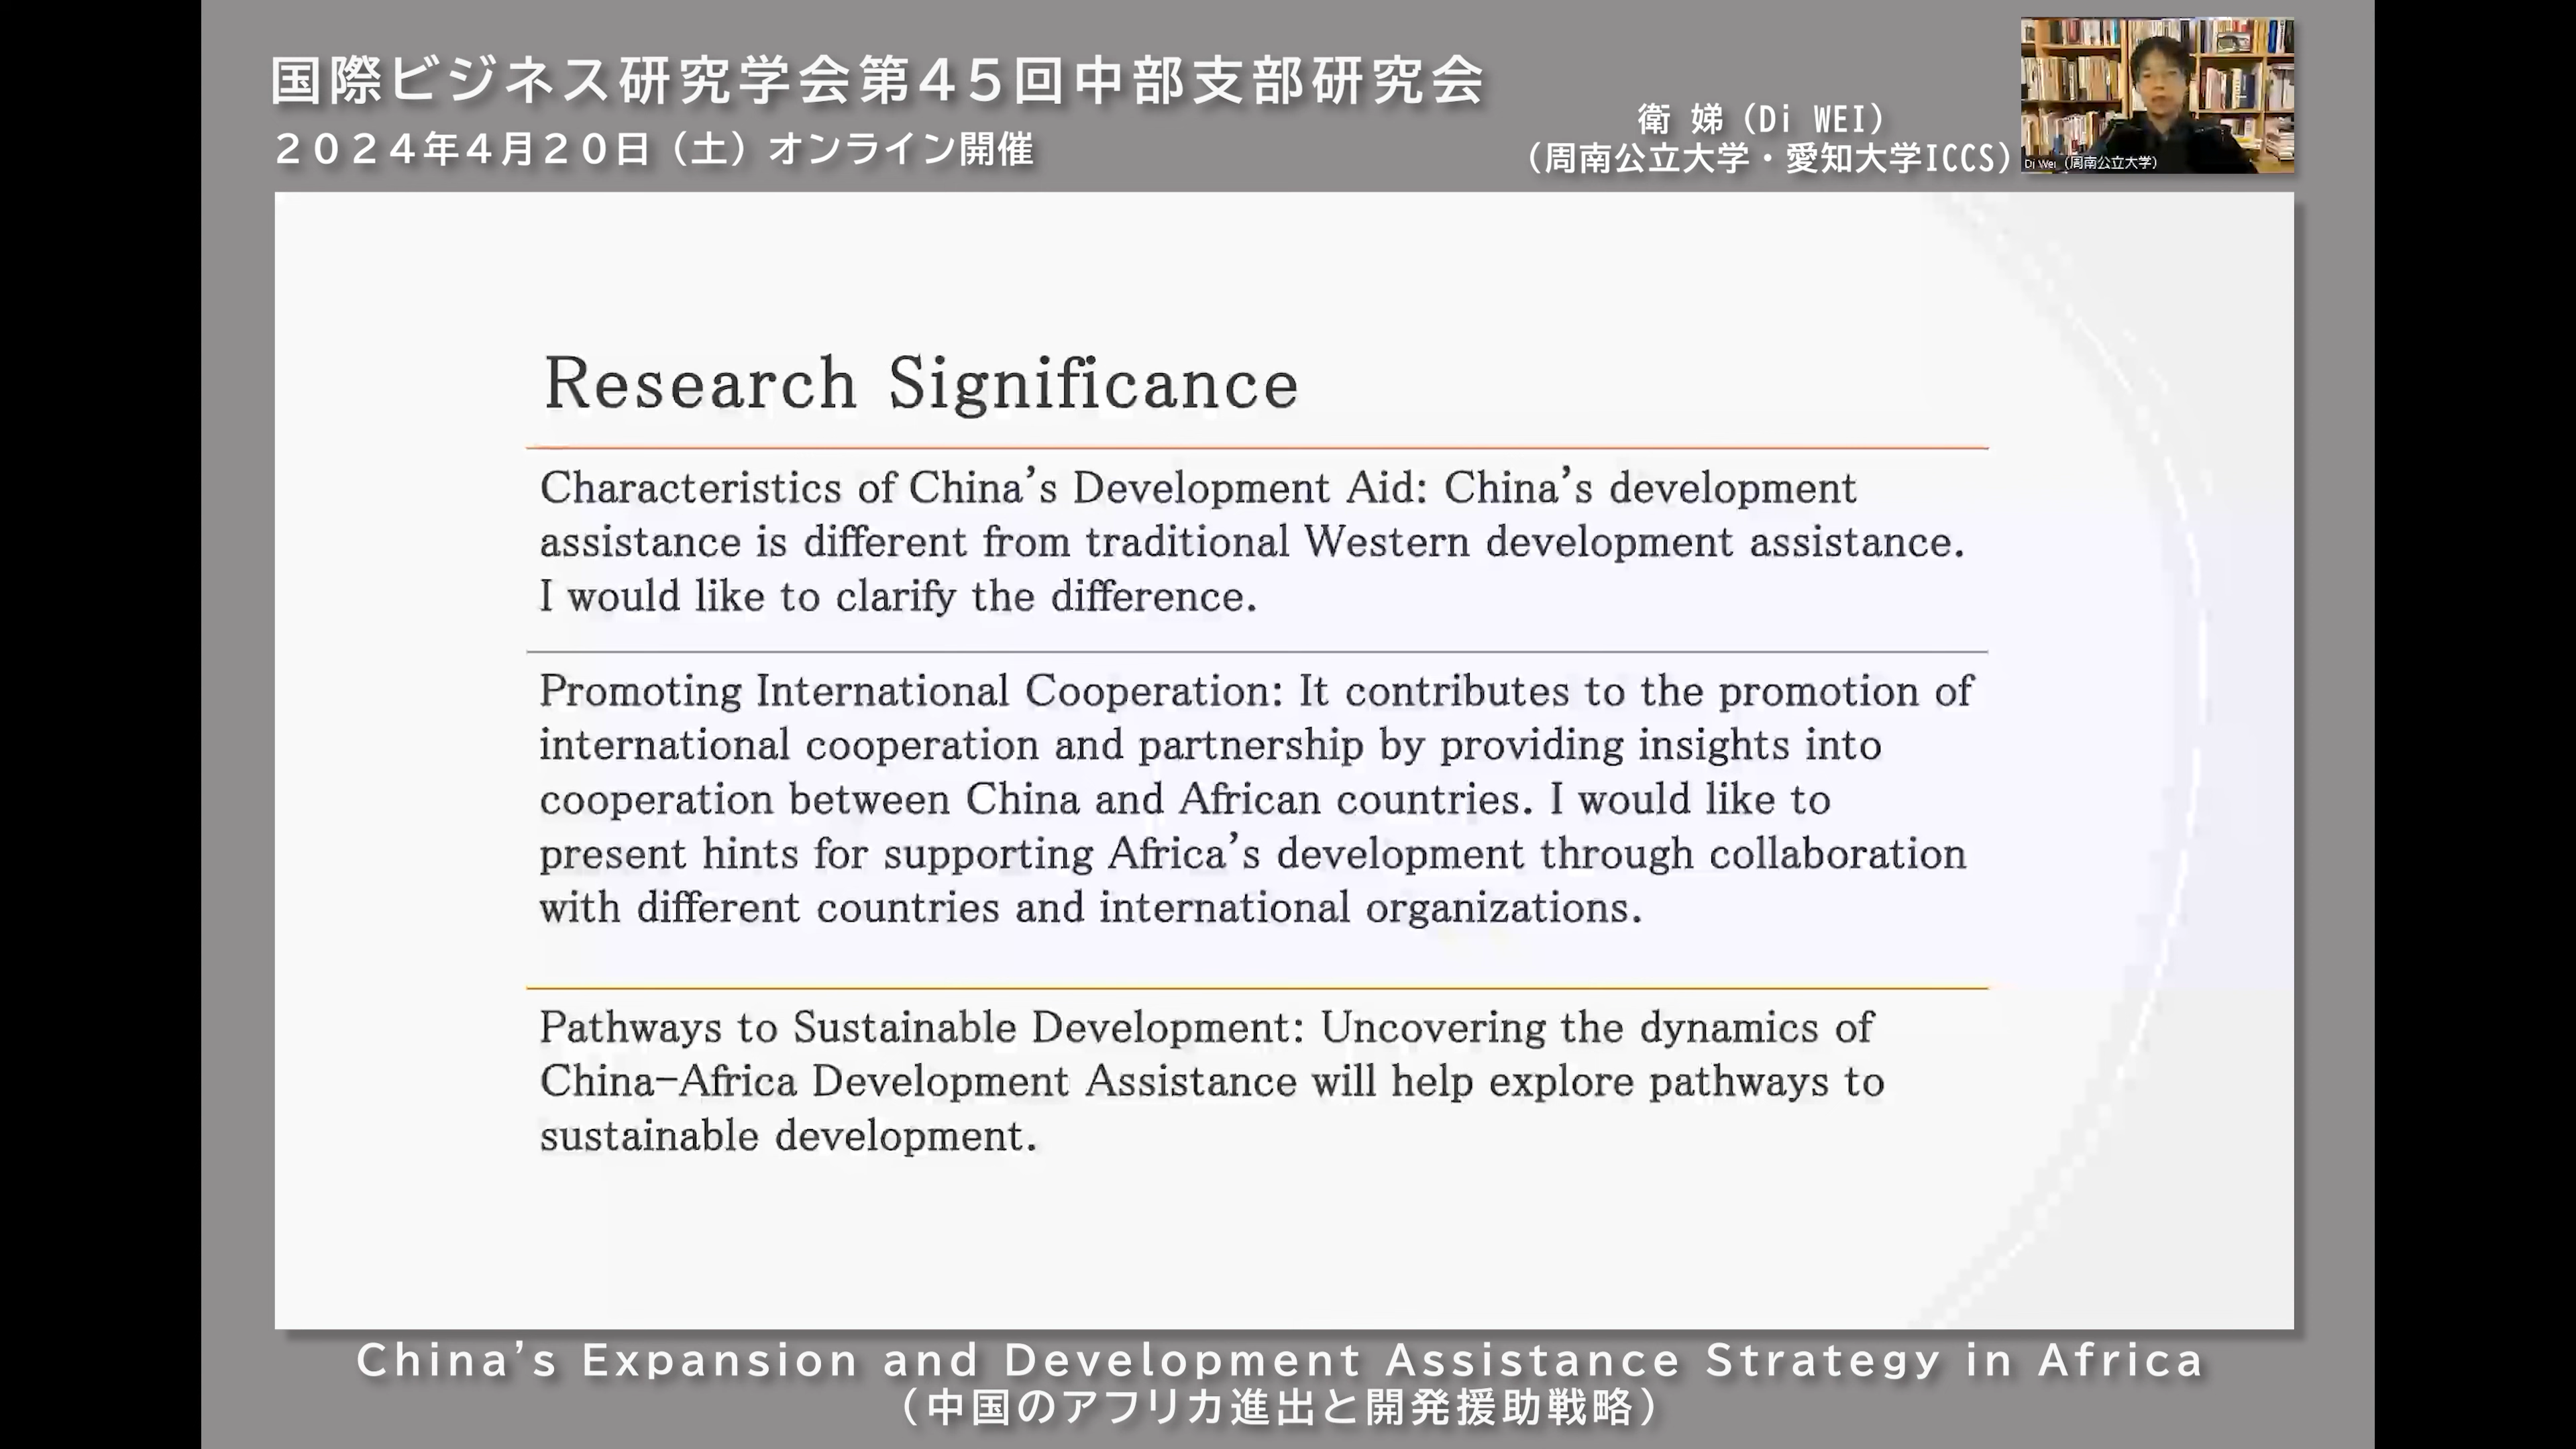 国際ビジネス研究学会第４５回中部支部研究会
２０２４年４月２０日（土）オンライン開催
衛 娣（Di WEI）
（周南公立大学・愛知大学ICCS）
Di Wei（周南公立大学）
Research Significance
Characteristics of China’s Development Aid: China’s development
assistance is different from traditional Western development assistance.
I would like to clarify the difference.
Promoting International Cooperation: It contributes to the promotion of
international cooperation and partnership by providing insights into
cooperation between China and African countries. I would like to
present hints for supporting Africa’s development through collaboration
with different countries and international organizations.
Pathways to Sustainable Development: Uncovering the dynamics of
China-Africa Development Assistance will help explore pathways to
sustainable development.
China’s Expansion and Development Assistance Strategy in Africa
（中国のアフリカ進出と開発援助戦略）